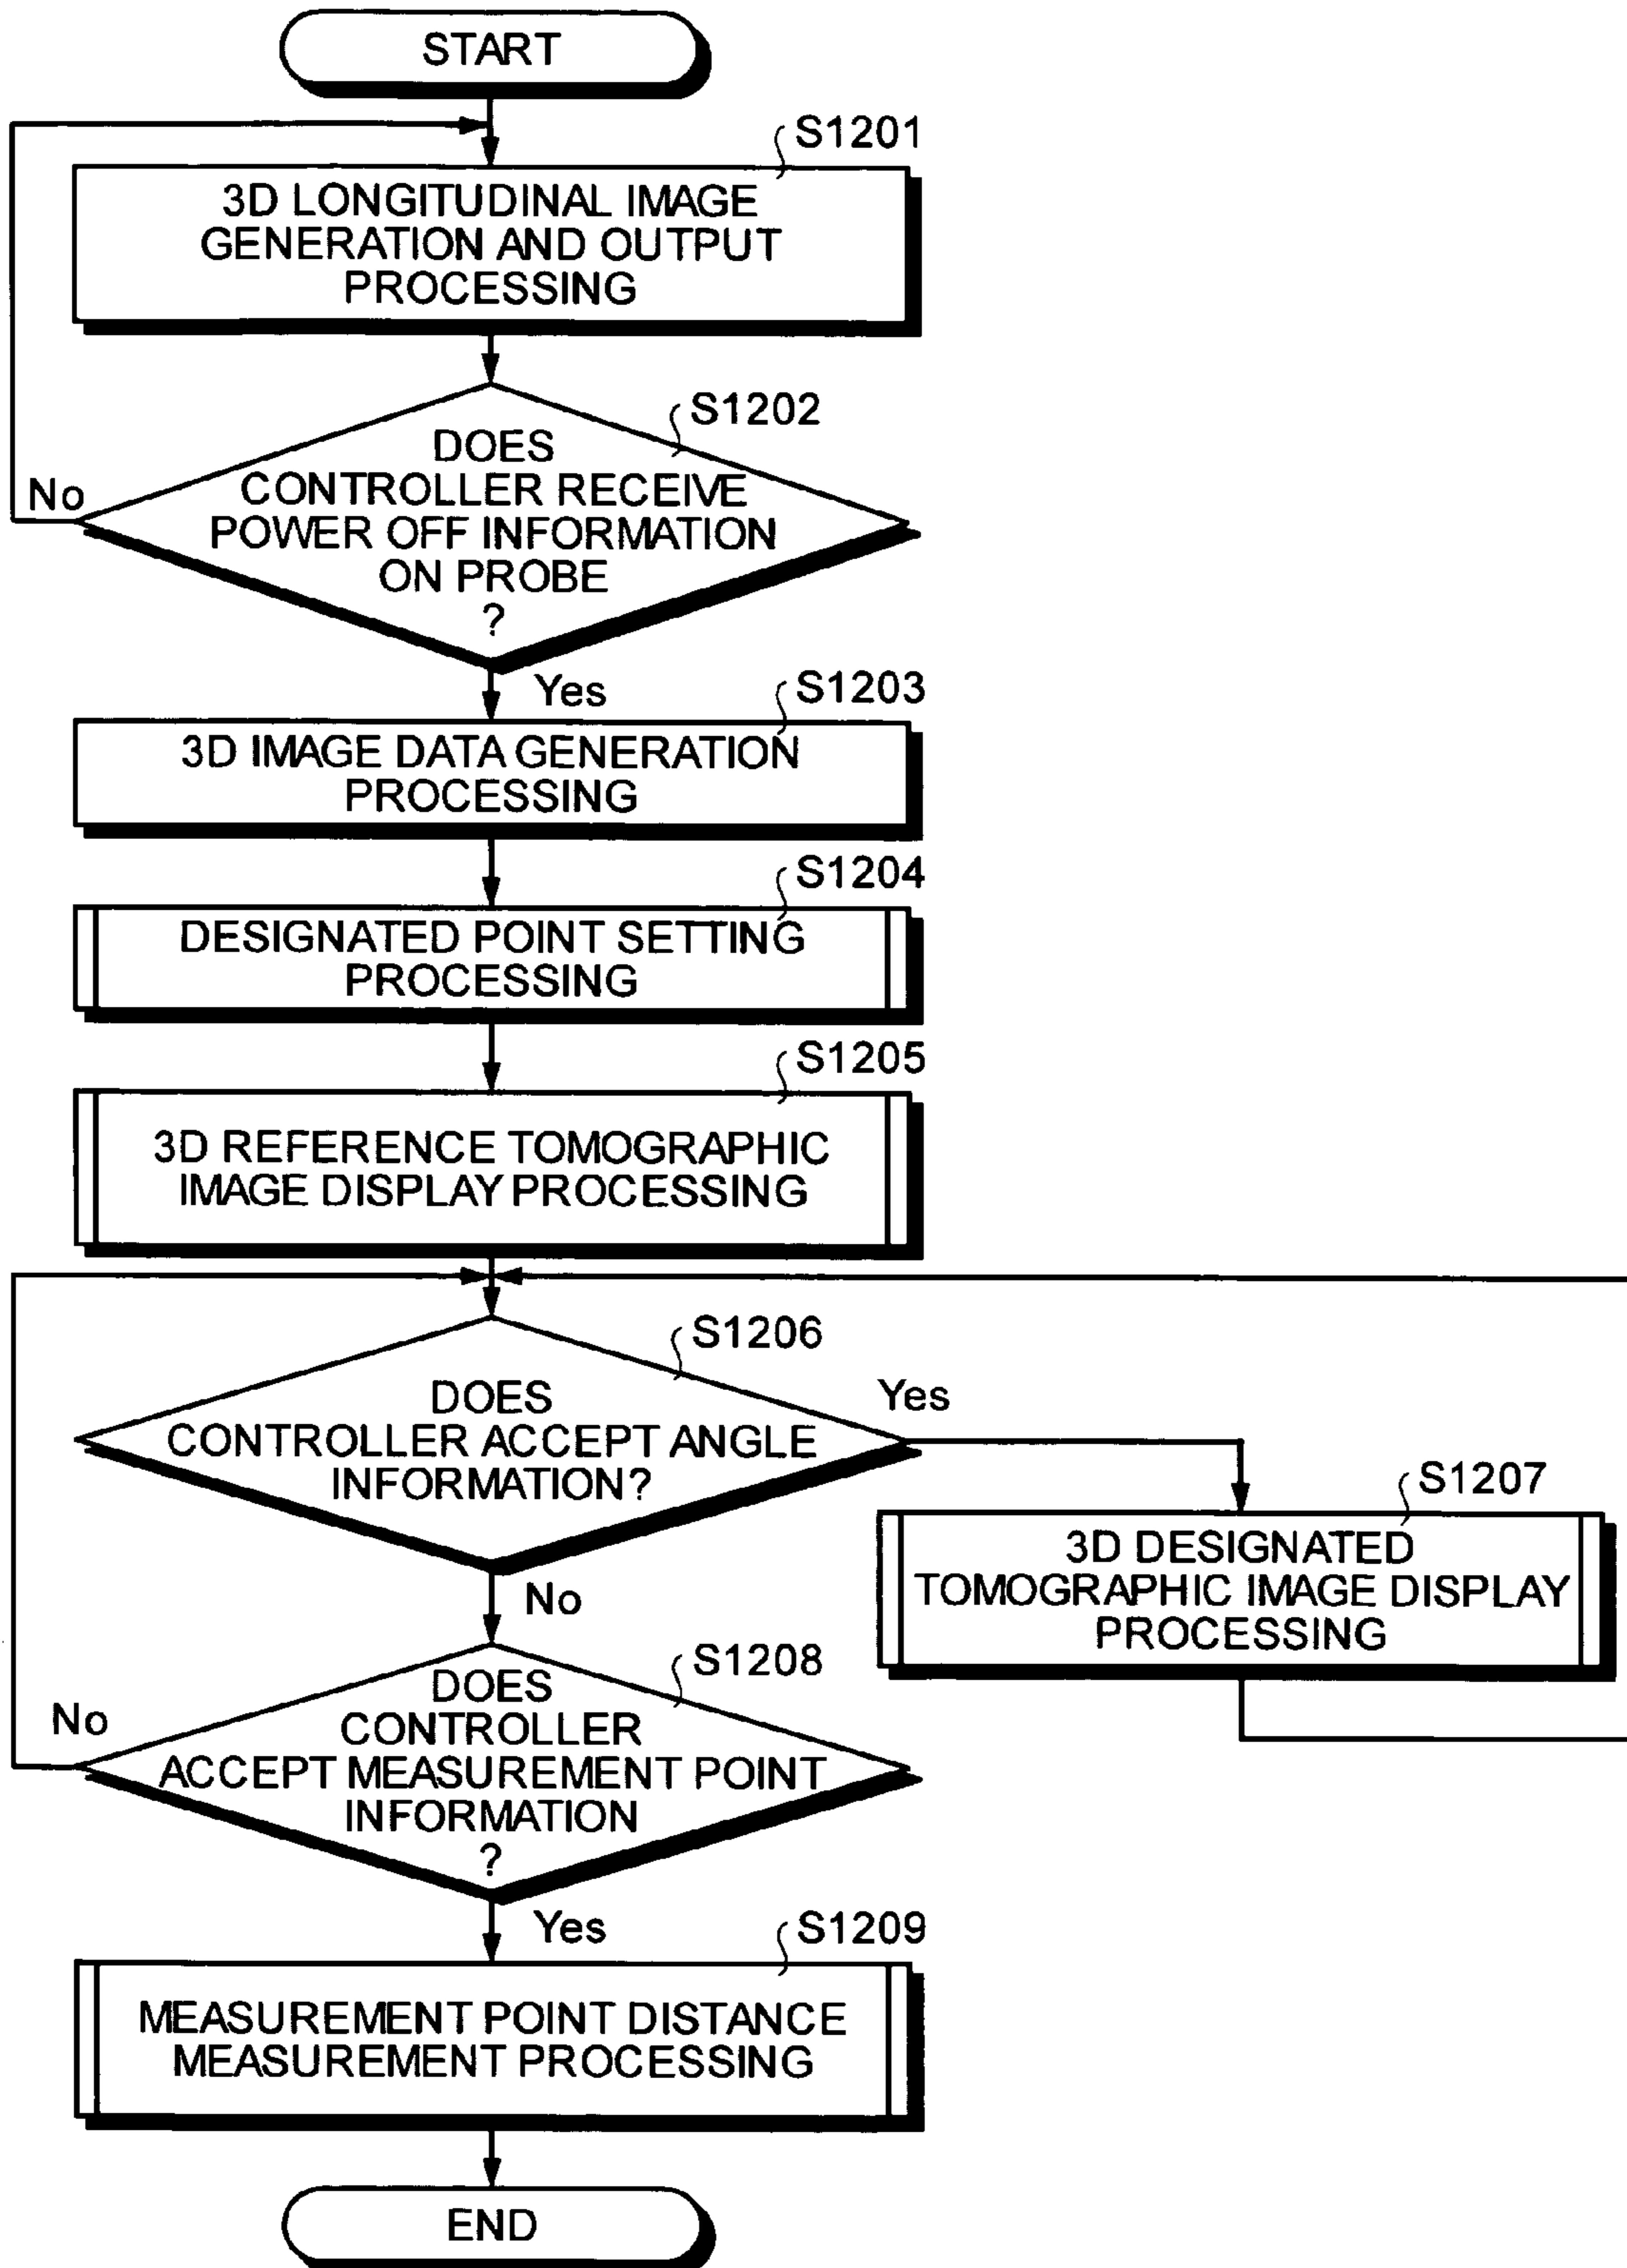 START
S1201
3D LONGITUDINAL IMAGE
GENERATION AND OUTPUT
PROCESSING
S1202
DOES
CONTROLLER RECEIVE
POWER OFF INFORMATION
ON PROBE
?
No
Yes
S1203
3D IMAGE DATA GENERATION
PROCESSING
S1204
DESIGNATED POINT SETTING
PROCESSING
S1205
3D REFERENCE TOMOGRAPHIC
IMAGE DISPLAY PROCESSING
S1206
DOES
CONTROLLER ACCEPT ANGLE
INFORMATION?
Yes
S1207
3D DESIGNATED
TOMOGRAPHIC IMAGE DISPLAY
PROCESSING
No
S1208
DOES
CONTROLLER
ACCEPT MEASUREMENT POINT
INFORMATION
?
No
Yes
S1209
MEASUREMENT POINT DISTANCE
MEASUREMENT PROCESSING
END